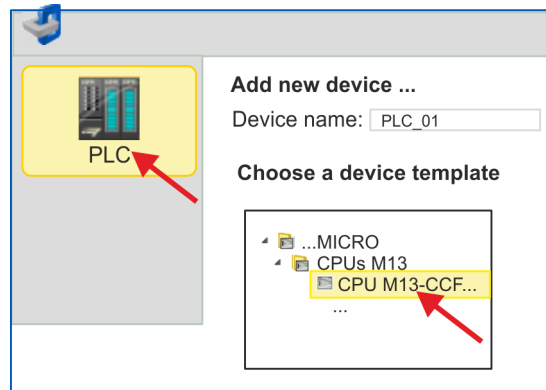 PLC
Add new device ...
Device name: PLC_01
Choose a device template
...MICRO
CPUs M13
CPU M13-CCF...
...